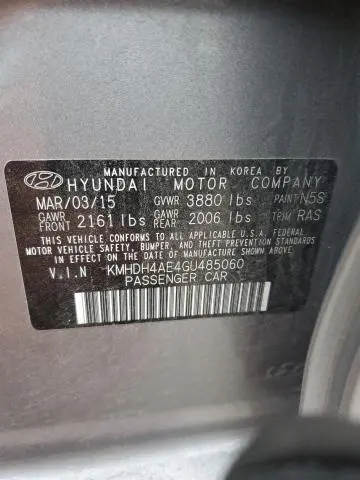 MANUFACTURED IN KOREA BY
HYUNDAI MOTOR COMPANY
MAR/03/15 GVWR 3880 lbs PAINT N5S
GAWR FRONT 2161 lbs GAWR REAR 2006 lbs TRIM RAS
THIS VEHICLE CONFORMS TO ALL APPLICABLE U.S.A. FEDERAL
MOTOR VEHICLE SAFETY, BUMPER, AND THEFT PREVENTION STANDARDS
IN EFFECT ON THE DATE OF MANUFACTURE SHOWN ABOVE.
V.I.N KMHDH4AE4GU485060
PASSENGER CAR